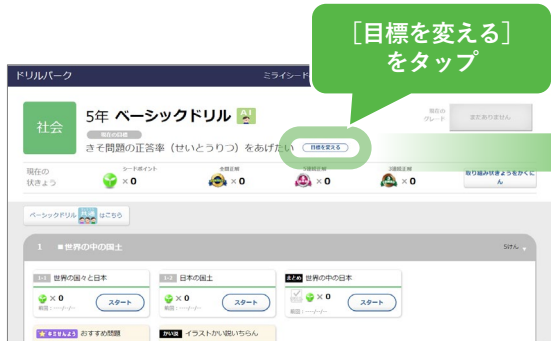 ［目標を変える］
をタップ
ドリルパーク
ミライシード
社会
5年 ベーシックドリル AI
現在の目標
きそ問題の正答率（せいとうりつ）をあげたい
目標を変える
現在の
グレード
まだありません
現在の
状きょう
シードポイント
×0
全問正解
×0
×0
×0
取り組み状きょうをかくに
ん
ベーシックドリル
はこちら
1 ■世界の中の国土
世界の国々と日本
×0
スタート
日本の国土
×0
スタート
まとめ 世界の中の日本
×0
スタート
おすすめ問題
イラストかい説いちらん